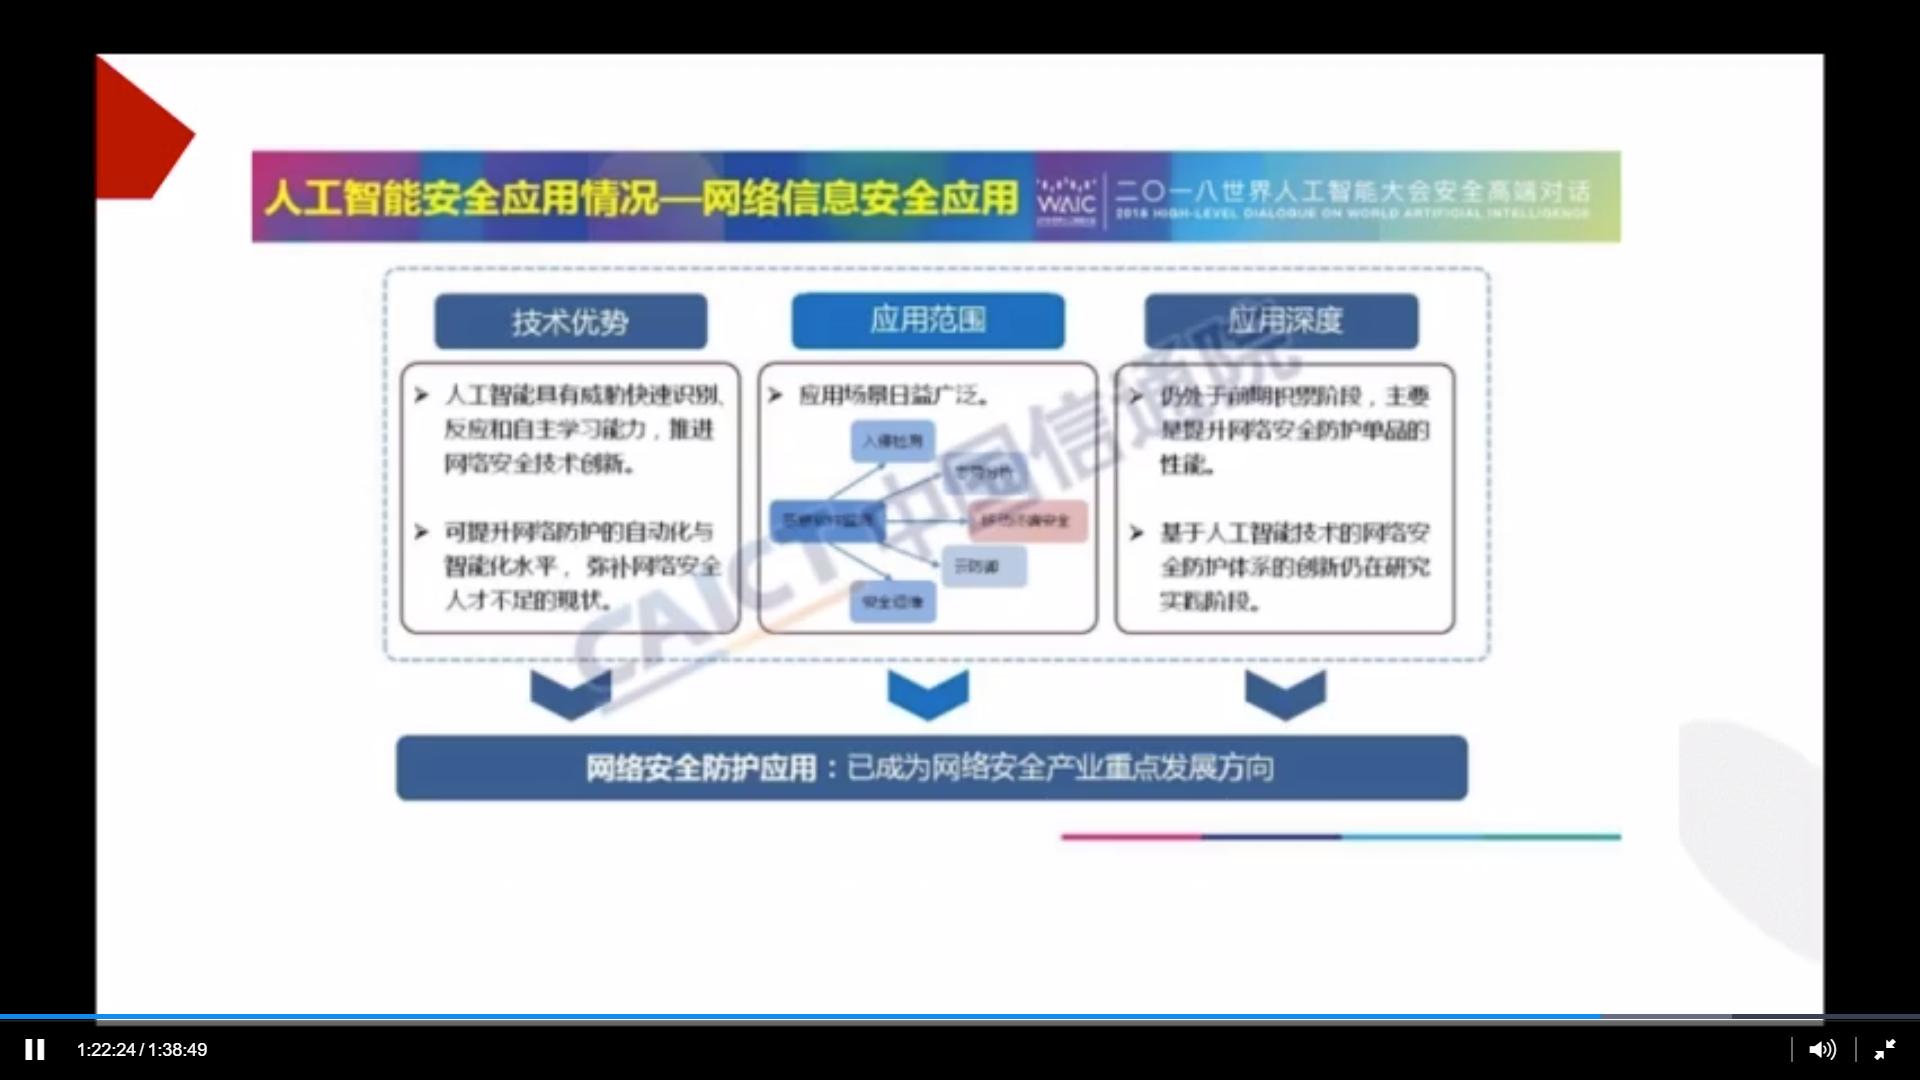 人工智能安全应用情况—网络信息安全应用
WAIC
二〇一八世界人工智能大会安全高端对话
2018 HIGH-LEVEL DIALOGUE ON WORLD ARTIFICIAL INTELLIGENCE
技术优势
➤ 人工智能具有威胁快速识别、
反应和自主学习能力，推进
网络安全技术创新。
➤ 可提升网络防护的自动化与
智能化水平， 弥补网络安全
人才不足的现状。
应用范围
➤ 应用场景日益广泛。
入侵检测
恶意软件监测
云防御
安全运维
应用深度
➤ 仍处于前期积累阶段，主要
是提升网络安全防护单品的
性能。
➤ 基于人工智能技术的网络安
全防护体系的创新仍在研究
实践阶段。
CAICT 中国信通院
网络安全防护应用：已成为网络安全产业重点发展方向
1:22:24 / 1:38:49